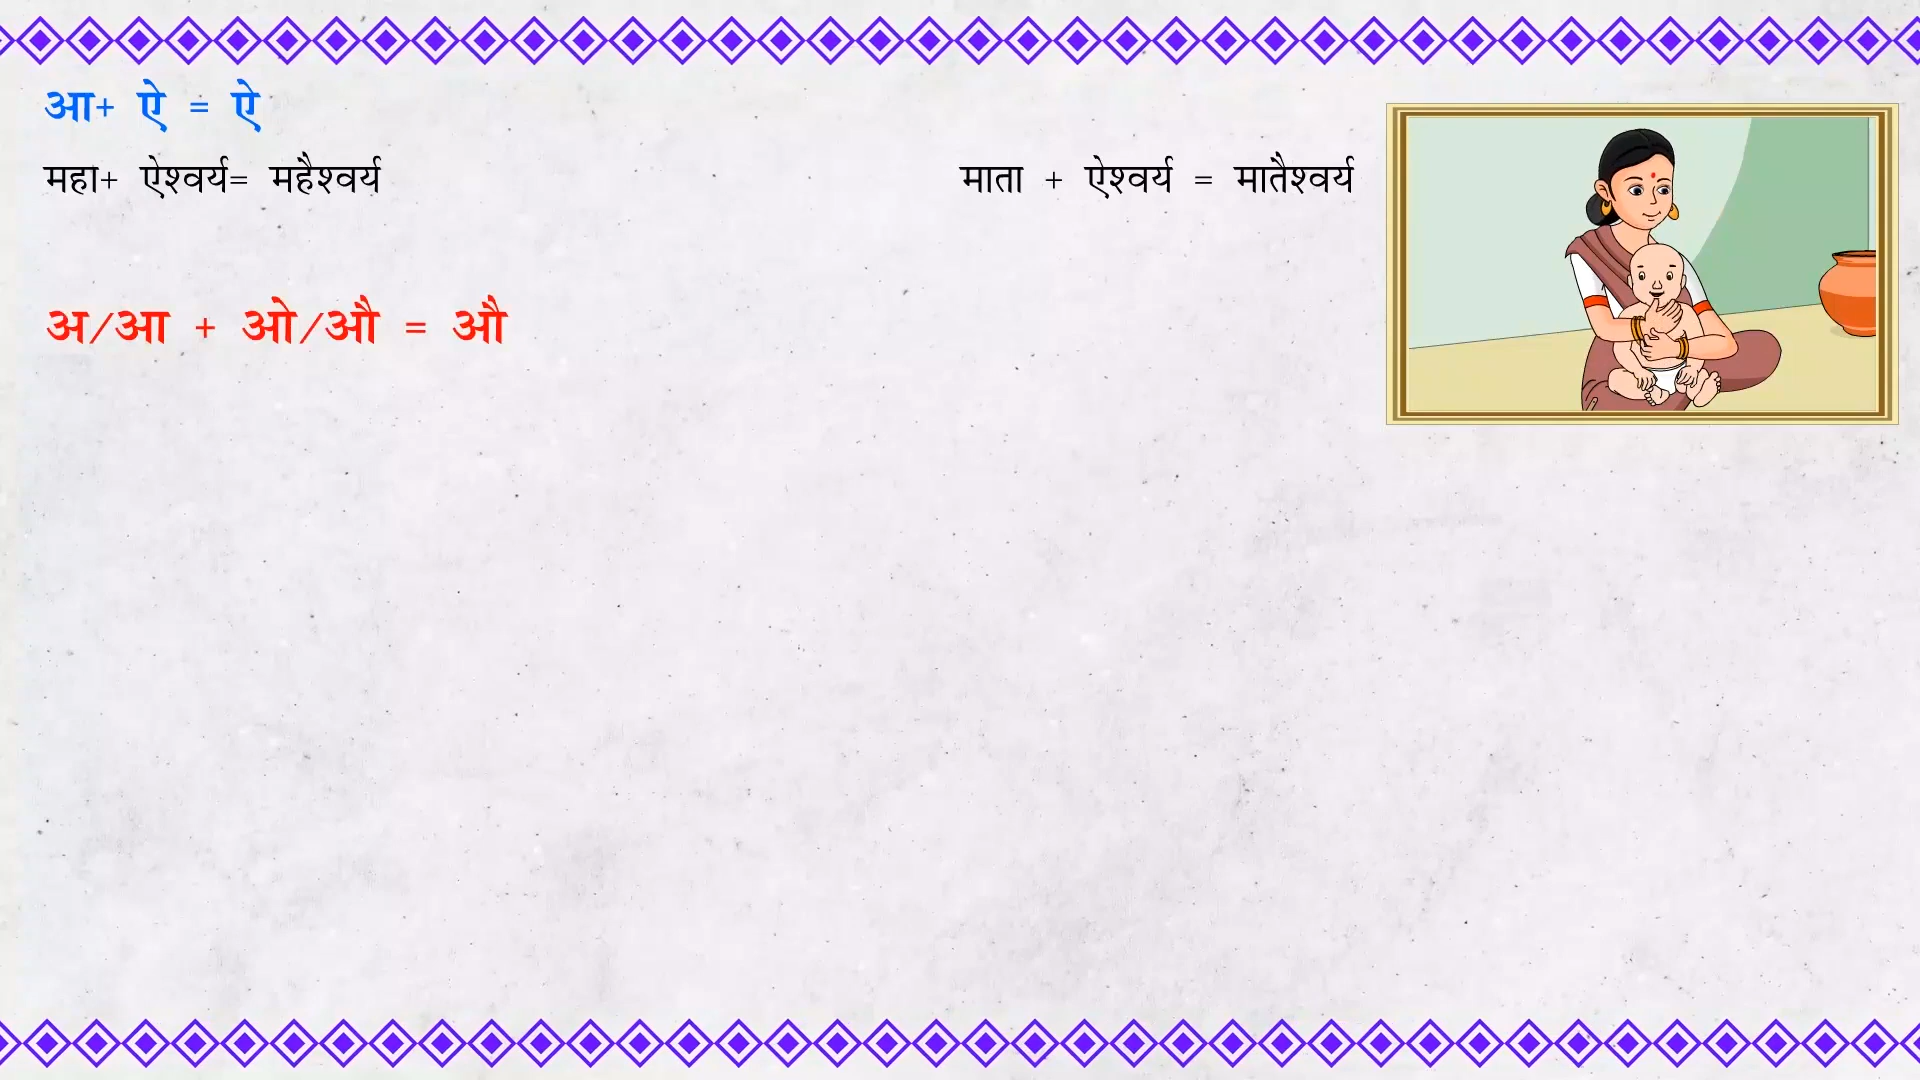 आ+ ऐ = ऐ
महा+ ऐश्वर्य= महैश्वर्य
माता + ऐश्वर्य = मातैश्वर्य
अ/आ + ओ/औ = औ